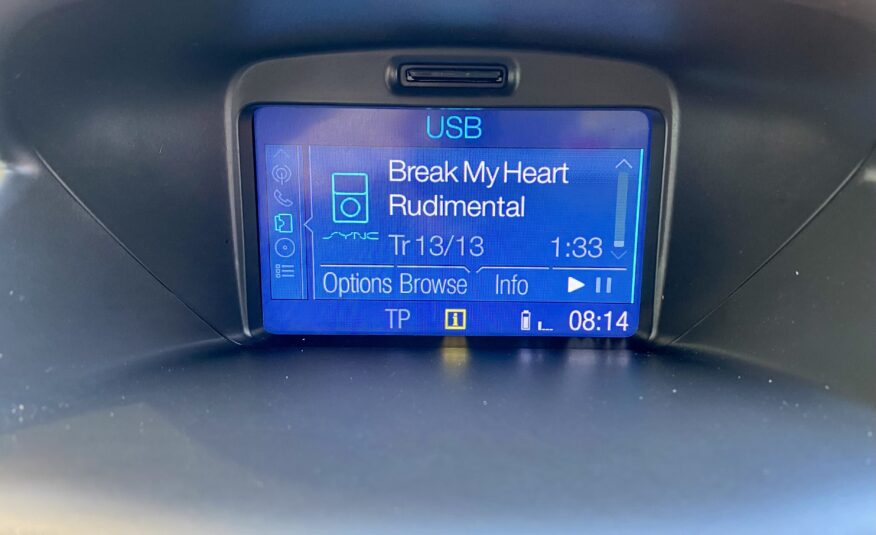 USB
Break My Heart
Rudimental
SYNC
Tr 13/13 1:33
Options Browse Info
TP i 08:14